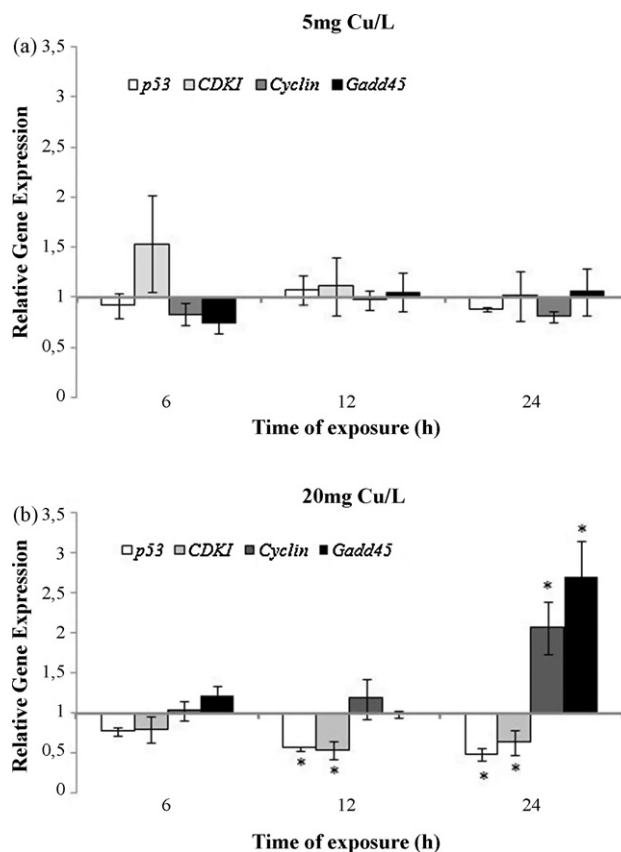 5mg Cu/L
(a)
3,5
3
2,5
2
1,5
1
0,5
0
Relative Gene Expression
p53 CDKI Cyclin Gadd45
6 12 24
Time of exposure (h)
20mg Cu/L
(b)
3,5
3
2,5
2
1,5
1
0,5
0
Relative Gene Expression
p53 CDKI Cyclin Gadd45
* * * * * *
6 12 24
Time of exposure (h)